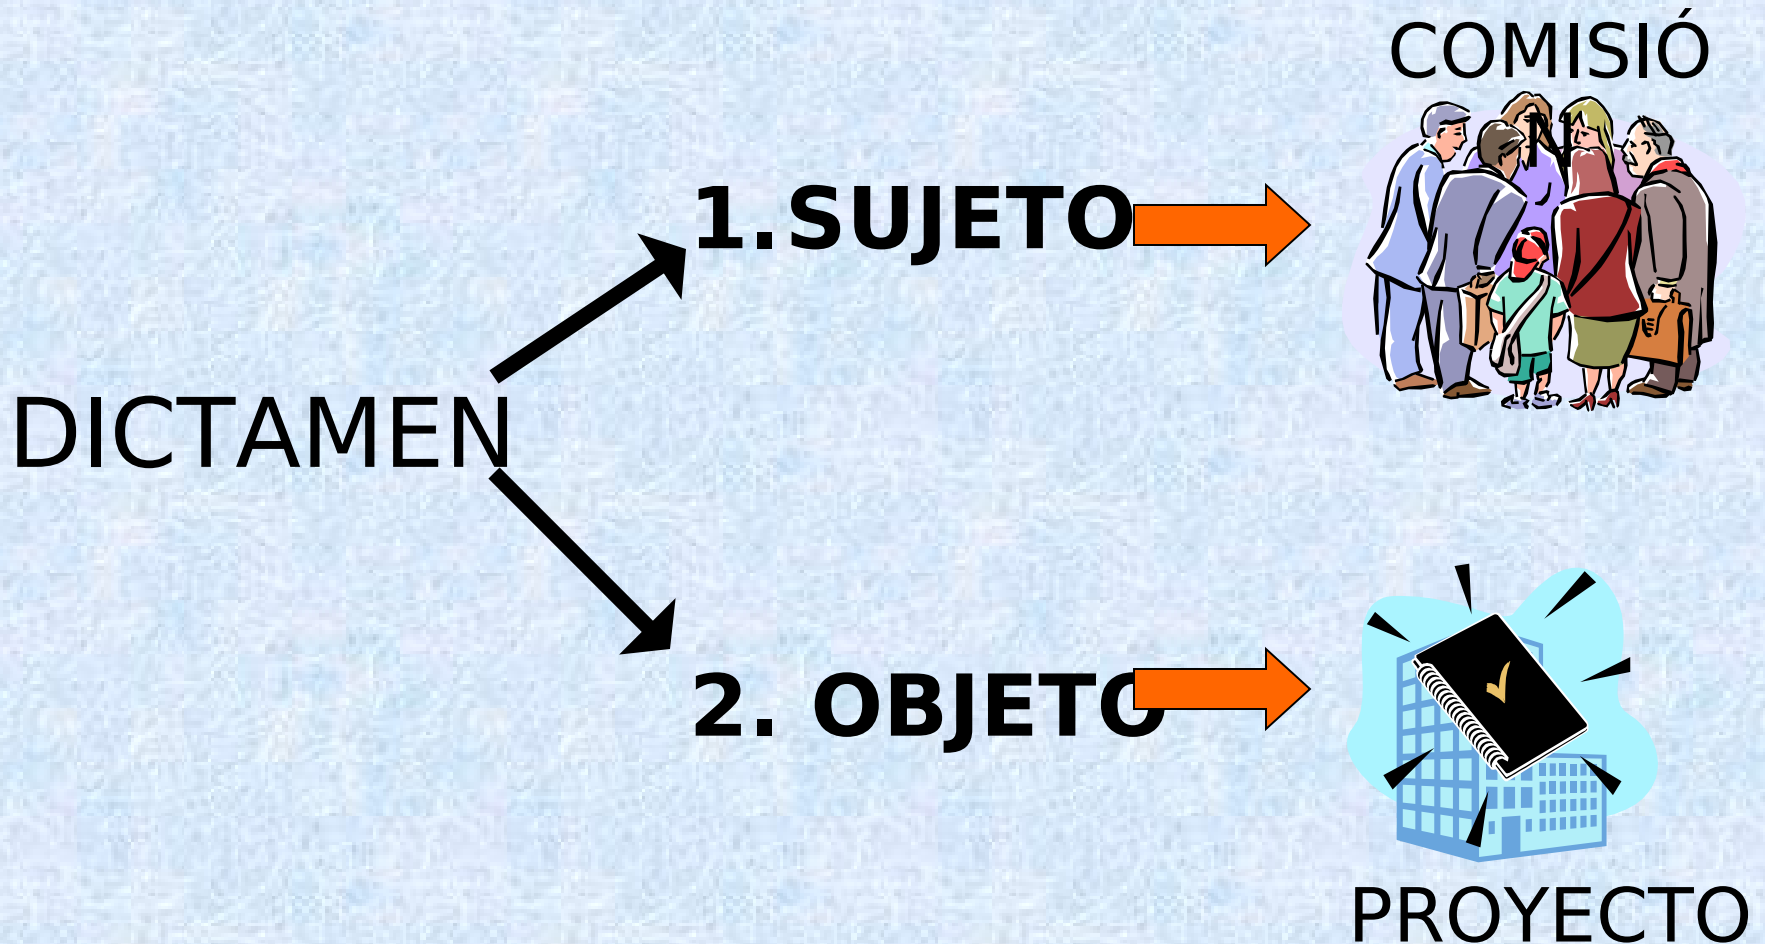 COMISIÓ
N
1. SUJETO
DICTAMEN
2. OBJETO
PROYECTO